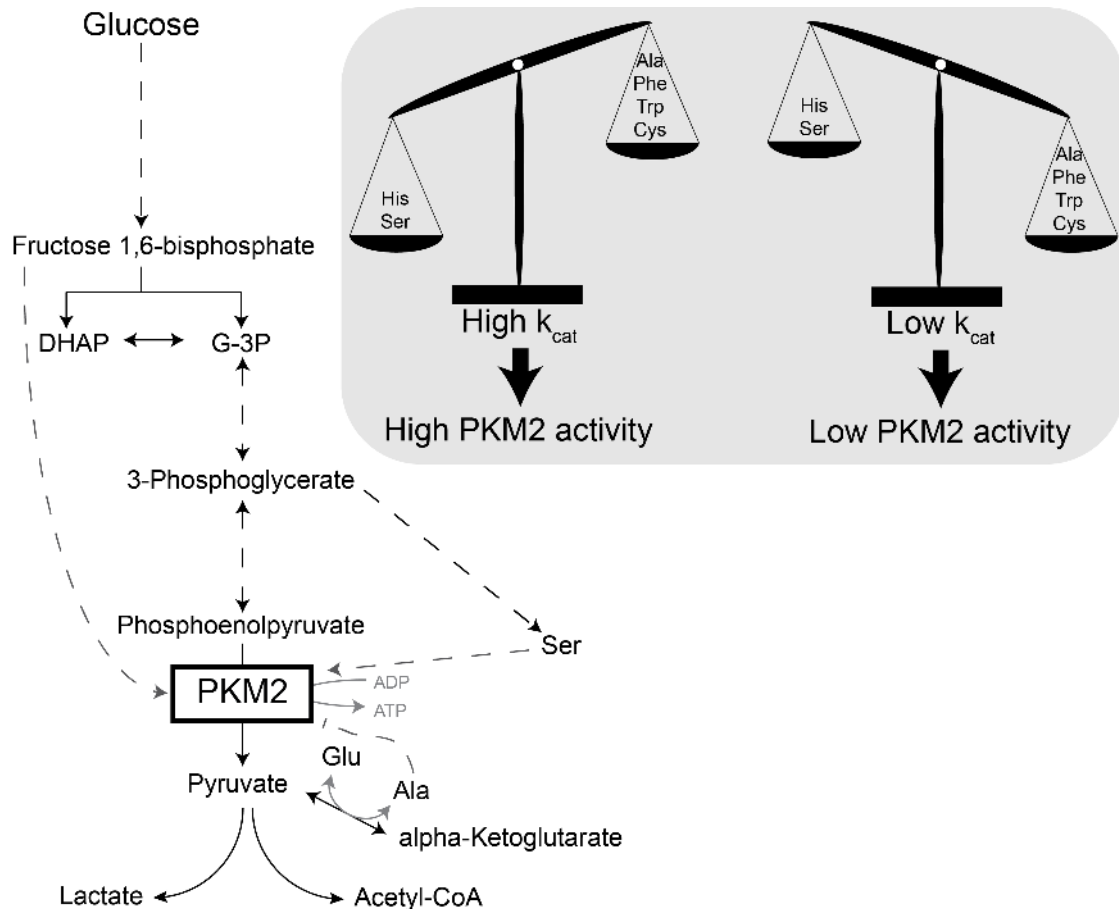 Glucose
Fructose 1,6-bisphosphate
DHAP
G-3P
3-Phosphoglycerate
Phosphoenolpyruvate
Ser
PKM2
ADP
ATP
Glu
Pyruvate
Ala
alpha-Ketoglutarate
Lactate
Acetyl-CoA
His
Ser
Ala
Phe
Trp
Cys
High kcat
High PKM2 activity
His
Ser
Ala
Phe
Trp
Cys
Low kcat
Low PKM2 activity